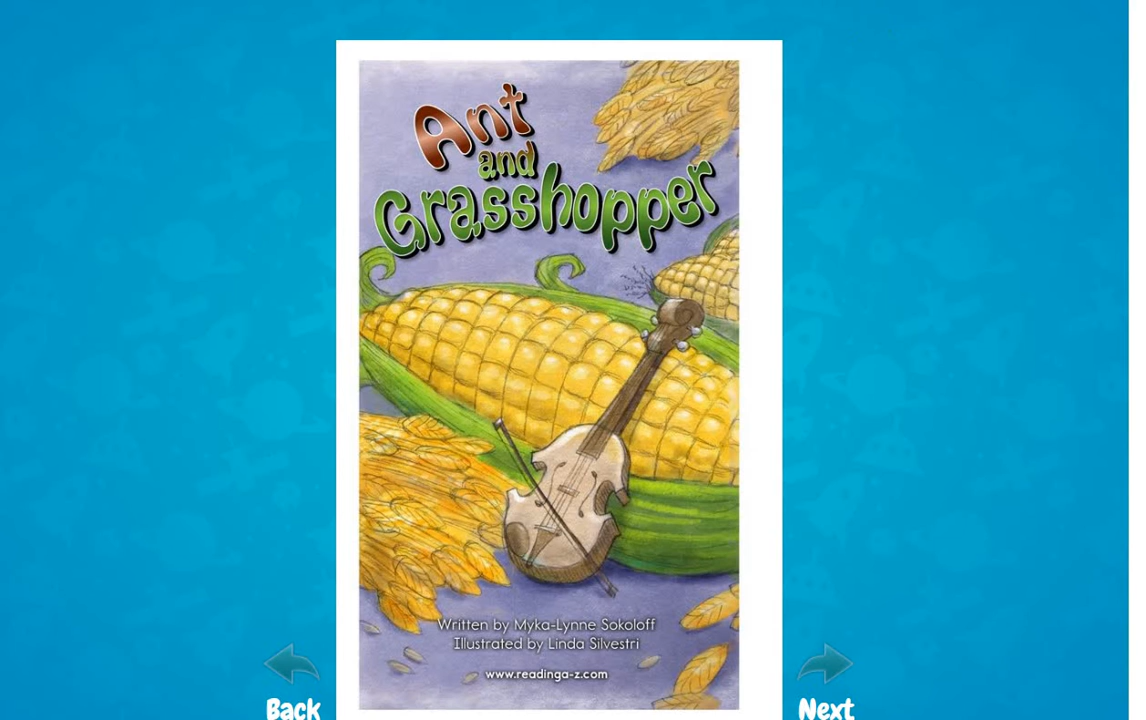 Ant
and
Grasshopper
Written by Myka-Lynne Sokoloff
Illustrated by Linda Silvestri
www.readinga-z.com
Back
Next